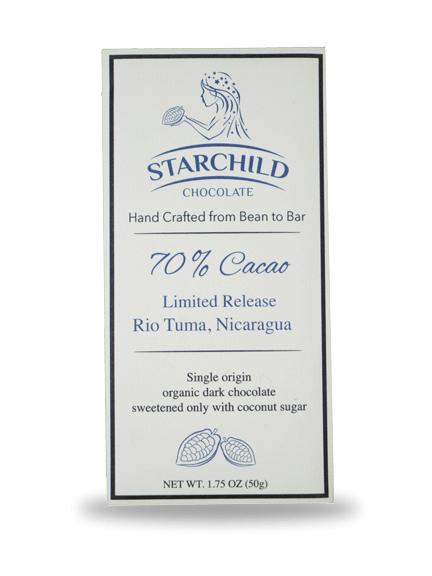 STARCHILD
CHOCOLATE
Hand Crafted from Bean to Bar
70% Cacao
Limited Release
Rio Tuma, Nicaragua
Single origin
organic dark chocolate
sweetened only with coconut sugar
NET WT. 1.75 OZ (50g)